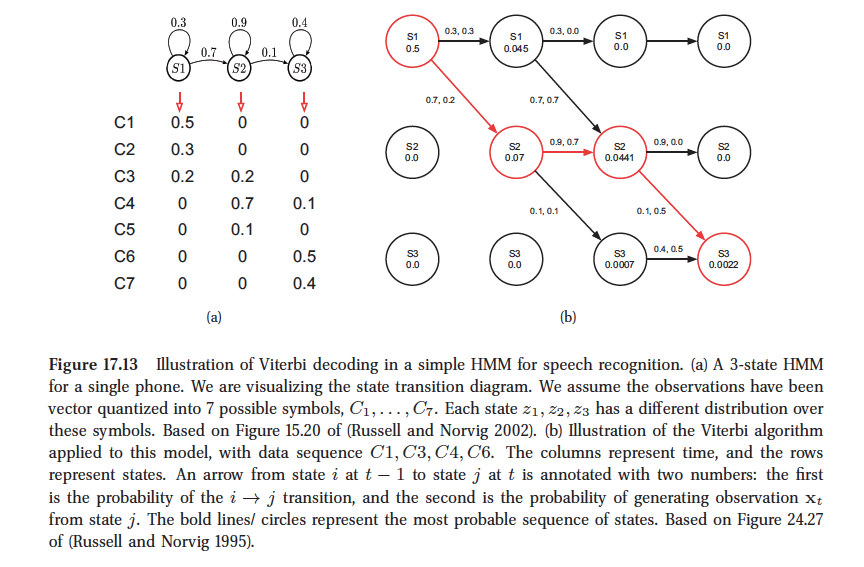 0.3 0.9 0.4
0.7 0.1
S1 S2 S3
C1 0.5 0 0
C2 0.3 0 0
C3 0.2 0.2 0
C4 0 0.7 0.1
C5 0 0.1 0
C6 0 0 0.5
C7 0 0 0.4
(a)
S1 0.3, 0.3 S1 0.3, 0.0 S1 S1
0.5 0.045 0.0 0.0
0.7, 0.2 0.7, 0.7
S2 S2 0.9, 0.7 S2 0.9, 0.0 S2
0.0 0.07 0.0441 0.0
0.1, 0.1 0.1, 0.5
S3 S3 S3 0.4, 0.5 S3
0.0 0.0 0.0007 0.0022
(b)
Figure 17.13 Illustration of Viterbi decoding in a simple HMM for speech recognition. (a) A 3-state HMM
for a single phone. We are visualizing the state transition diagram. We assume the observations have been
vector quantized into 7 possible symbols, C1, . . . , C7. Each state z1, z2, z3 has a different distribution over
these symbols. Based on Figure 15.20 of (Russell and Norvig 2002). (b) Illustration of the Viterbi algorithm
applied to this model, with data sequence C1, C3, C4, C6. The columns represent time, and the rows
represent states. An arrow from state i at t − 1 to state j at t is annotated with two numbers: the first
is the probability of the i → j transition, and the second is the probability of generating observation xt
from state j. The bold lines/ circles represent the most probable sequence of states. Based on Figure 24.27
of (Russell and Norvig 1995).